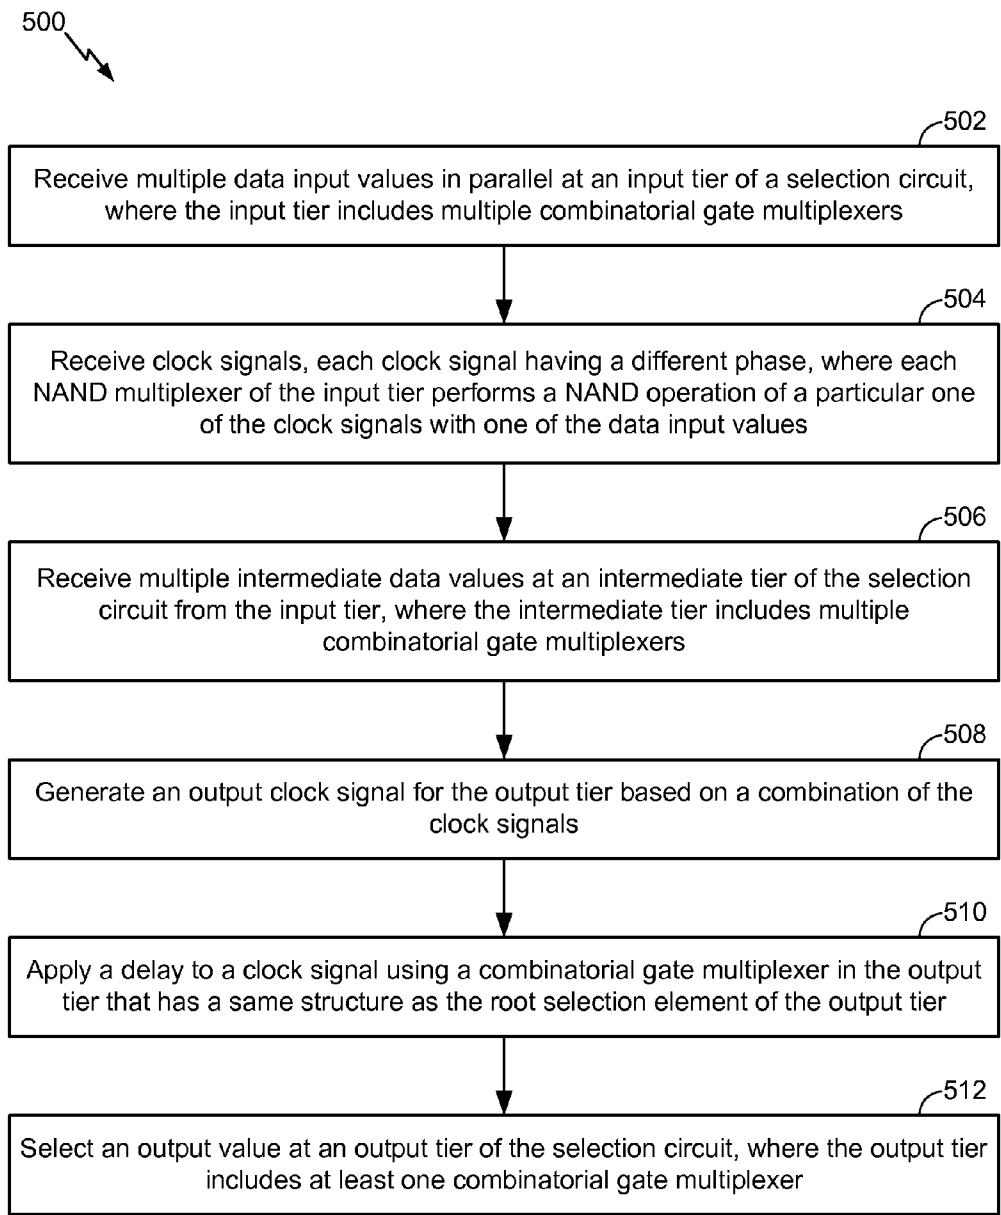 500
502
Receive multiple data input values in parallel at an input tier of a selection circuit,
where the input tier includes multiple combinatorial gate multiplexers
504
Receive clock signals, each clock signal having a different phase, where each
NAND multiplexer of the input tier performs a NAND operation of a particular one
of the clock signals with one of the data input values
506
Receive multiple intermediate data values at an intermediate tier of the selection
circuit from the input tier, where the intermediate tier includes multiple
combinatorial gate multiplexers
508
Generate an output clock signal for the output tier based on a combination of the
clock signals
510
Apply a delay to a clock signal using a combinatorial gate multiplexer in the output
tier that has a same structure as the root selection element of the output tier
512
Select an output value at an output tier of the selection circuit, where the output tier
includes at least one combinatorial gate multiplexer